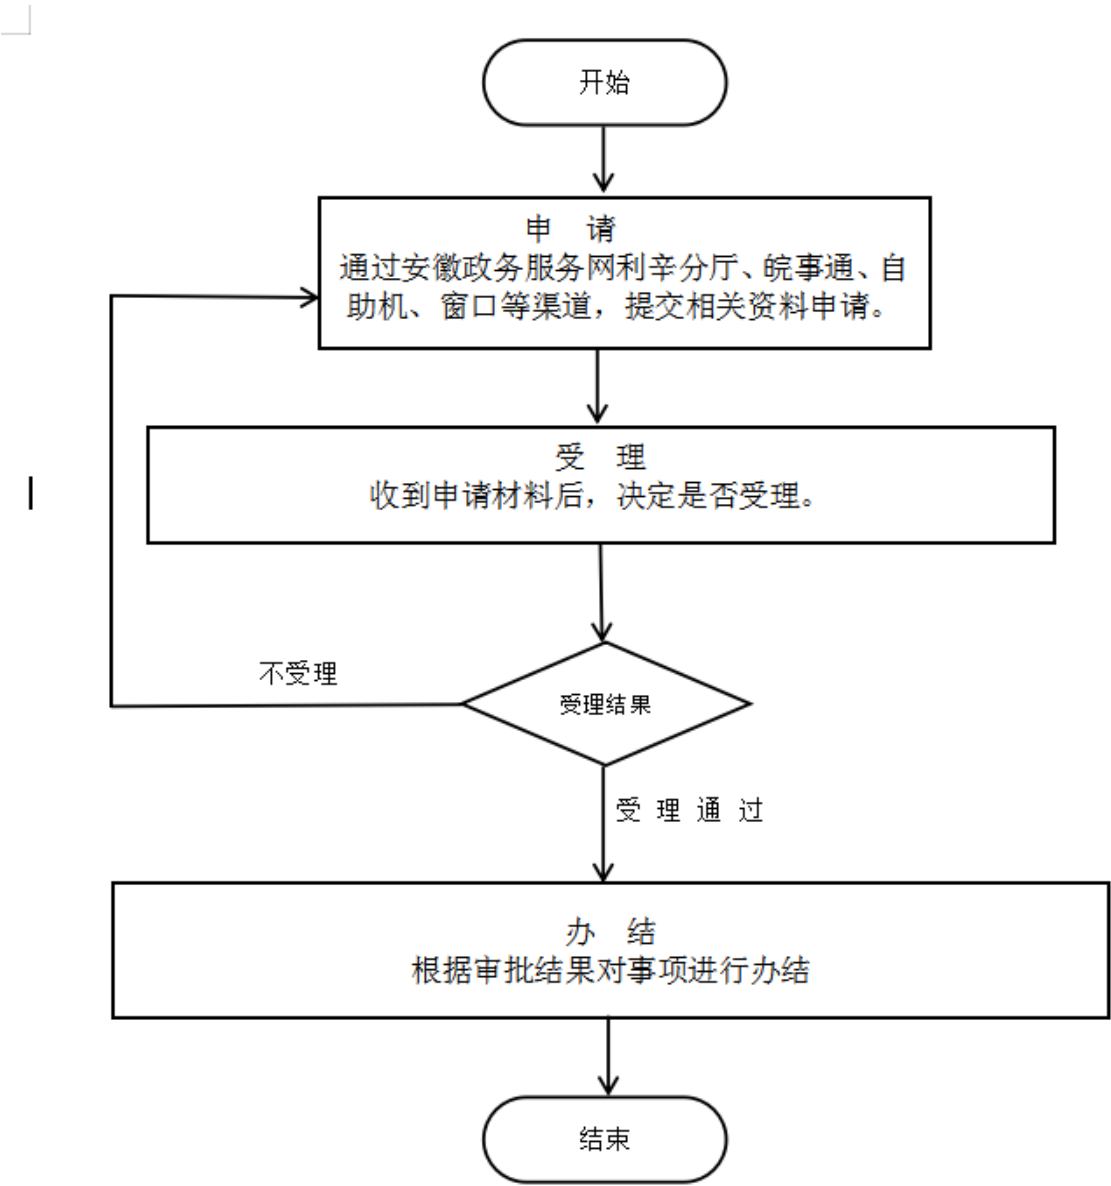 开始
申 请
通过安徽政务服务网利辛分厅、皖事通、自
助机、窗口等渠道，提交相关资料申请。
受 理
收到申请材料后，决定是否受理。
不受理
受理结果
受 理 通 过
办 结
根据审批结果对事项进行办结
结束